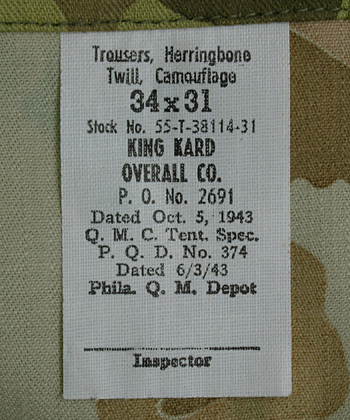 Trousers, Herringbone
Twill, Camouflage
34x31
Stock No. 55-T-38114-31
KING KARD
OVERALL CO.
P. O. No. 2691
Dated Oct. 5, 1943
Q. M. C. Tent. Spec.
P. Q. D. No. 374
Dated 6/3/43
Phila. Q. M. Depot
Inspector